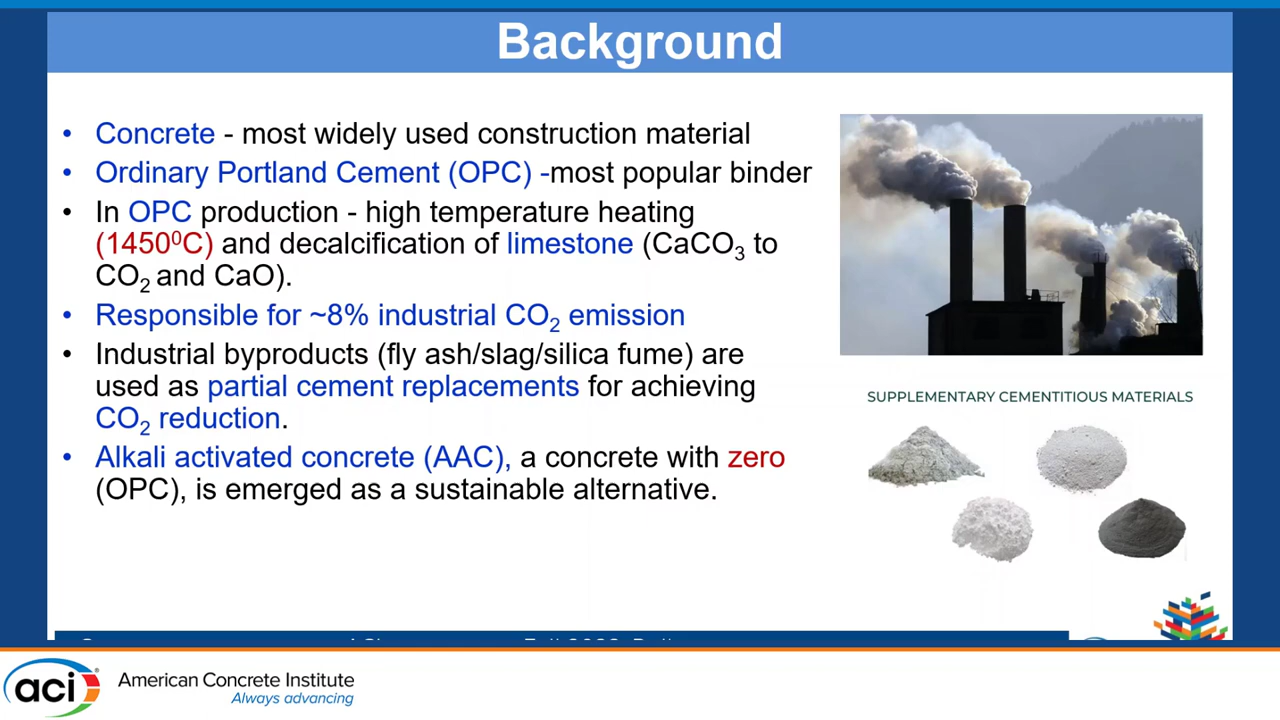 Background
• Concrete - most widely used construction material
• Ordinary Portland Cement (OPC) -most popular binder
• In OPC production - high temperature heating
(1450⁰C) and decalcification of limestone (CaCO₃ to
CO₂ and CaO).
• Responsible for ~8% industrial CO₂ emission
• Industrial byproducts (fly ash/slag/silica fume) are
used as partial cement replacements for achieving
CO₂ reduction.
• Alkali activated concrete (AAC), a concrete with zero
(OPC), is emerged as a sustainable alternative.
SUPPLEMENTARY CEMENTITIOUS MATERIALS
aci®
American Concrete Institute
Always advancing